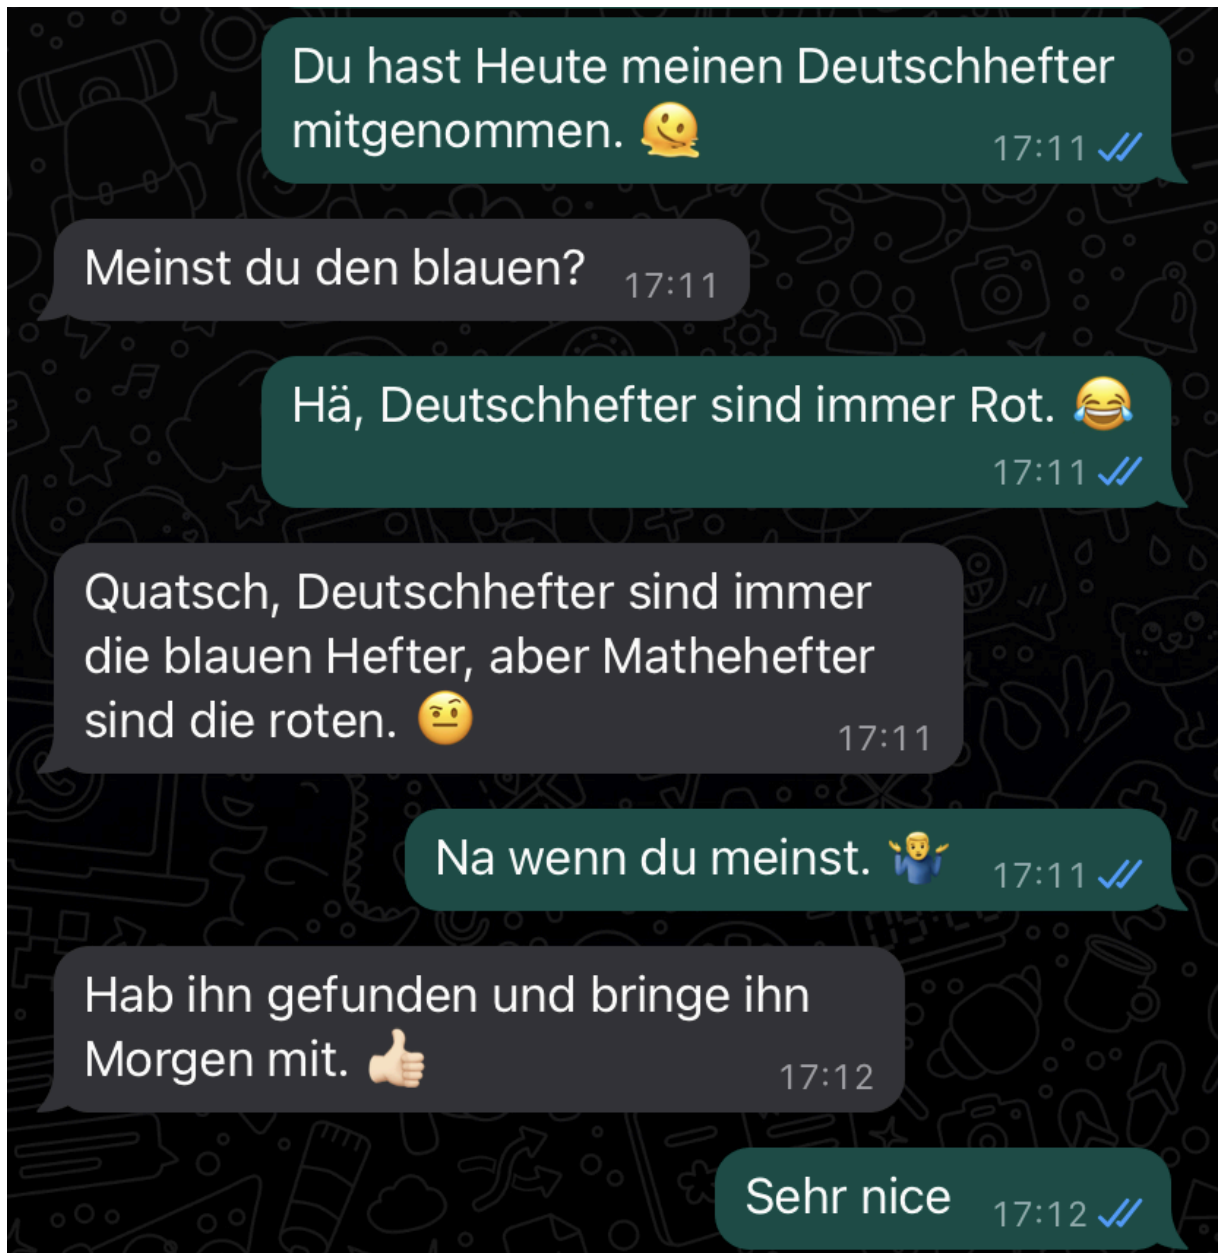 Du hast Heute meinen Deutschhefter
mitgenommen. 🫠
17:11
Meinst du den blauen?
17:11
Hä, Deutschhefter sind immer Rot. 😂
17:11
Quatsch, Deutschhefter sind immer
die blauen Hefter, aber Mathehefter
sind die roten. 🤨
17:11
Na wenn du meinst. 🤷‍♂️
17:11
Hab ihn gefunden und bringe ihn
Morgen mit. 👍🏻
17:12
Sehr nice
17:12